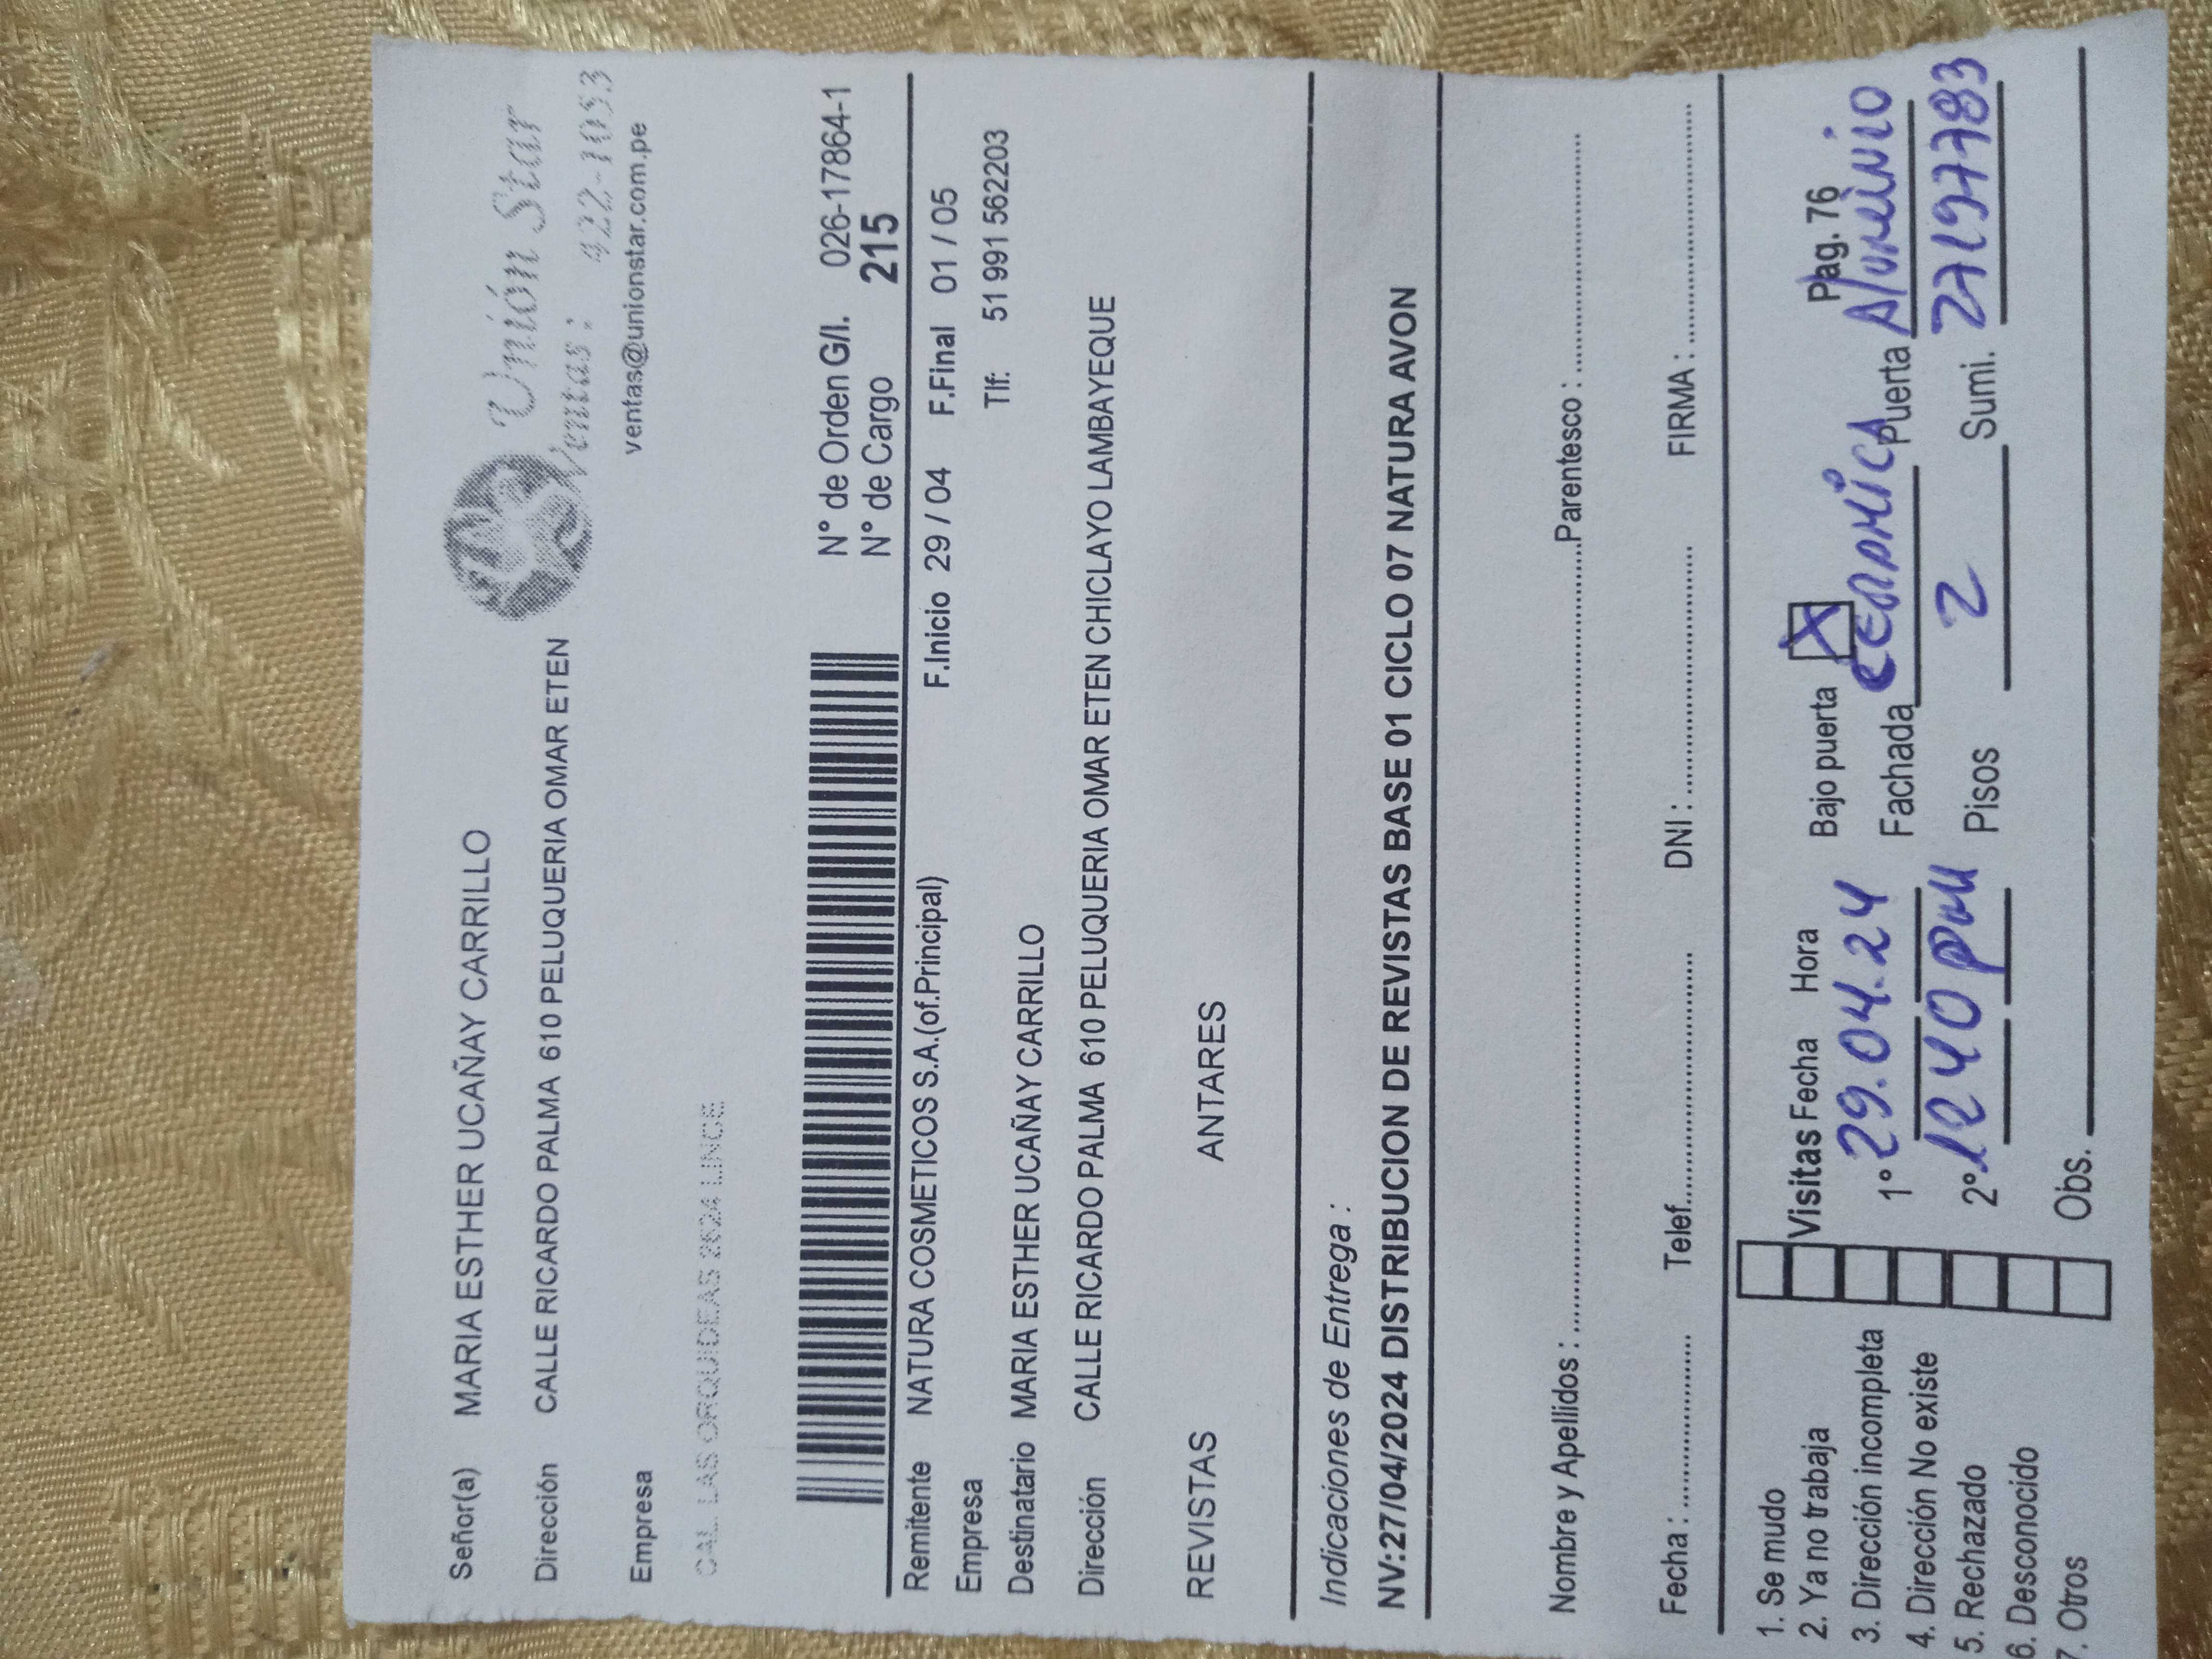 Señor(a) MARIA ESTHER UCAÑAY CARRILLO
Unión Star
Dirección CALLE RICARDO PALMA 610 PELUQUERIA OMAR ETEN
Ventas: 422-1053
Empresa
ventas@unionstar.com.pe
CAL. LAS ORQUIDEAS 2624 LINCE
N° de Orden G/I. 026-17864-1
N° de Cargo 215
Remitente NATURA COSMETICOS S.A.(of.Principal) F.Inicio 29 / 04 F.Final 01 / 05
Empresa
Tlf: 51 991 562203
Destinatario MARIA ESTHER UCAÑAY CARRILLO
Dirección CALLE RICARDO PALMA 610 PELUQUERIA OMAR ETEN CHICLAYO LAMBAYEQUE
REVISTAS ANTARES
Indicaciones de Entrega :
NV:27/04/2024 DISTRIBUCION DE REVISTAS BASE 01 CICLO 07 NATURA AVON
Nombre y Apellidos : Parentesco :
Fecha : Telef. DNI : FIRMA :
1. Se mudo
2. Ya no trabaja
3. Dirección incompleta
4. Dirección No existe
5. Rechazado
6. Desconocido
7. Otros
Visitas Fecha Hora Bajo puerta X Pag. 76
1° 29.04.24 Fachada CERAMICA Puerta Aluminio
2° 1240 pm Pisos 2 Sumi. 27197783
Obs.